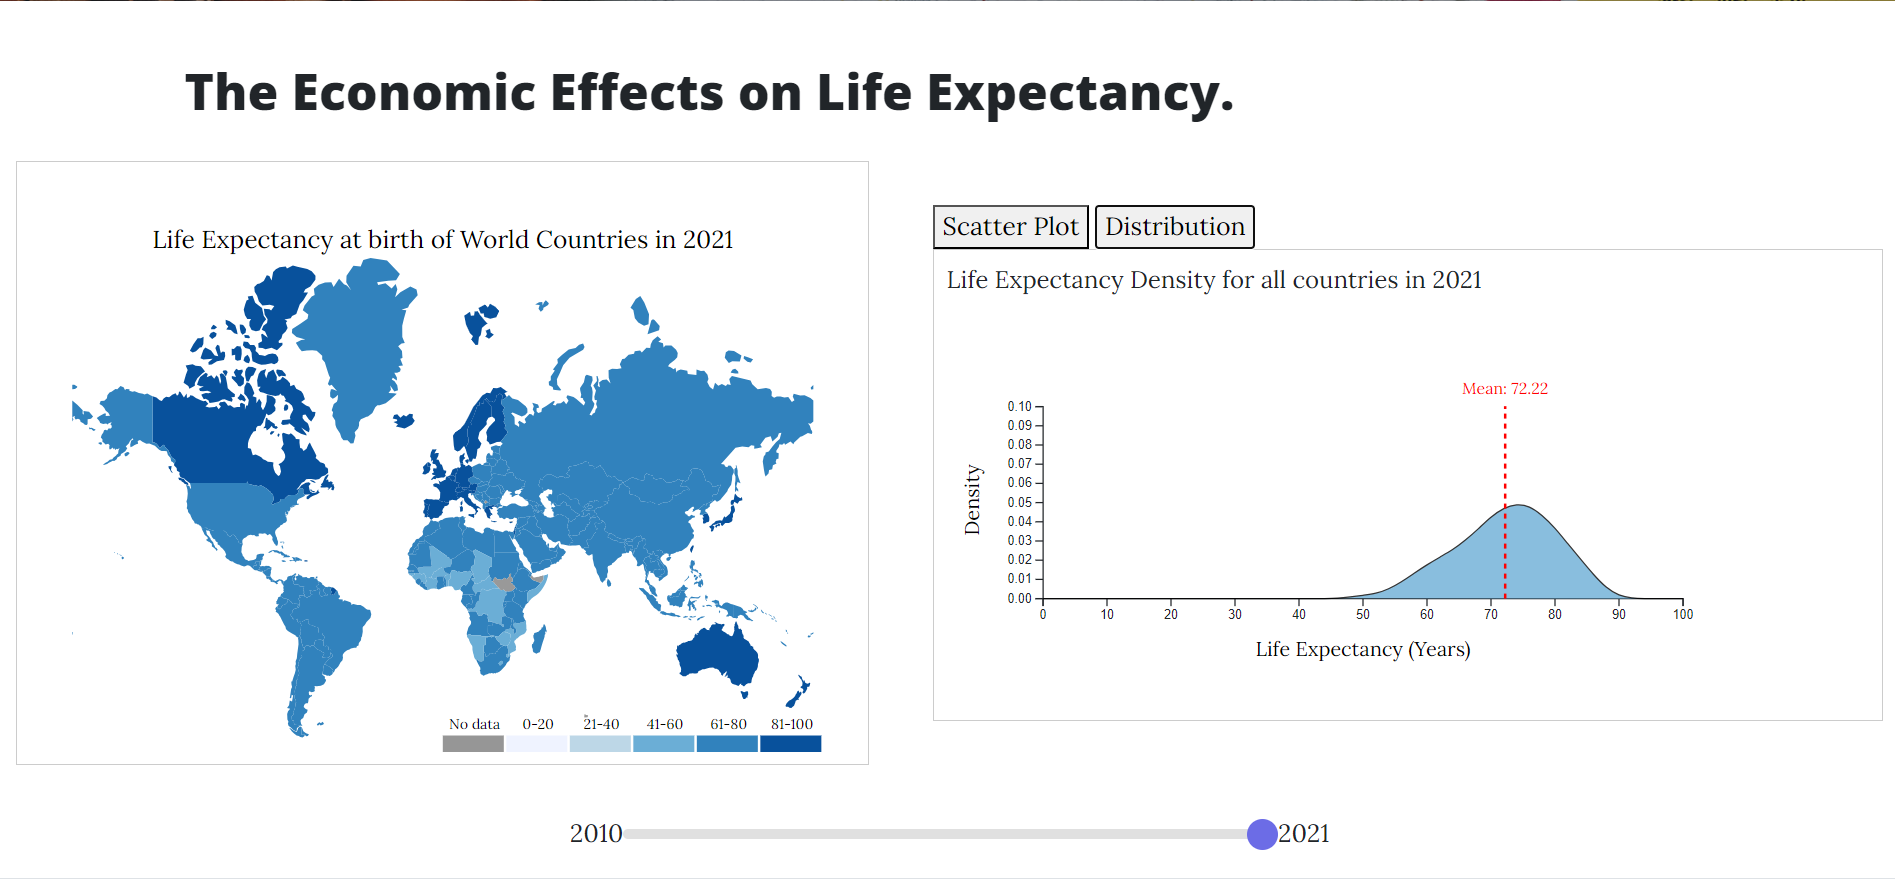 The Economic Effects on Life Expectancy.
Life Expectancy at birth of World Countries in 2021
No data 0-20 21-40 41-60 61-80 81-100
Scatter Plot Distribution
Life Expectancy Density for all countries in 2021
Mean: 72.22
0.10
0.09
0.08
0.07
0.06
0.05
0.04
0.03
0.02
0.01
0.00
Density
0 10 20 30 40 50 60 70 80 90 100
Life Expectancy (Years)
2010 2021